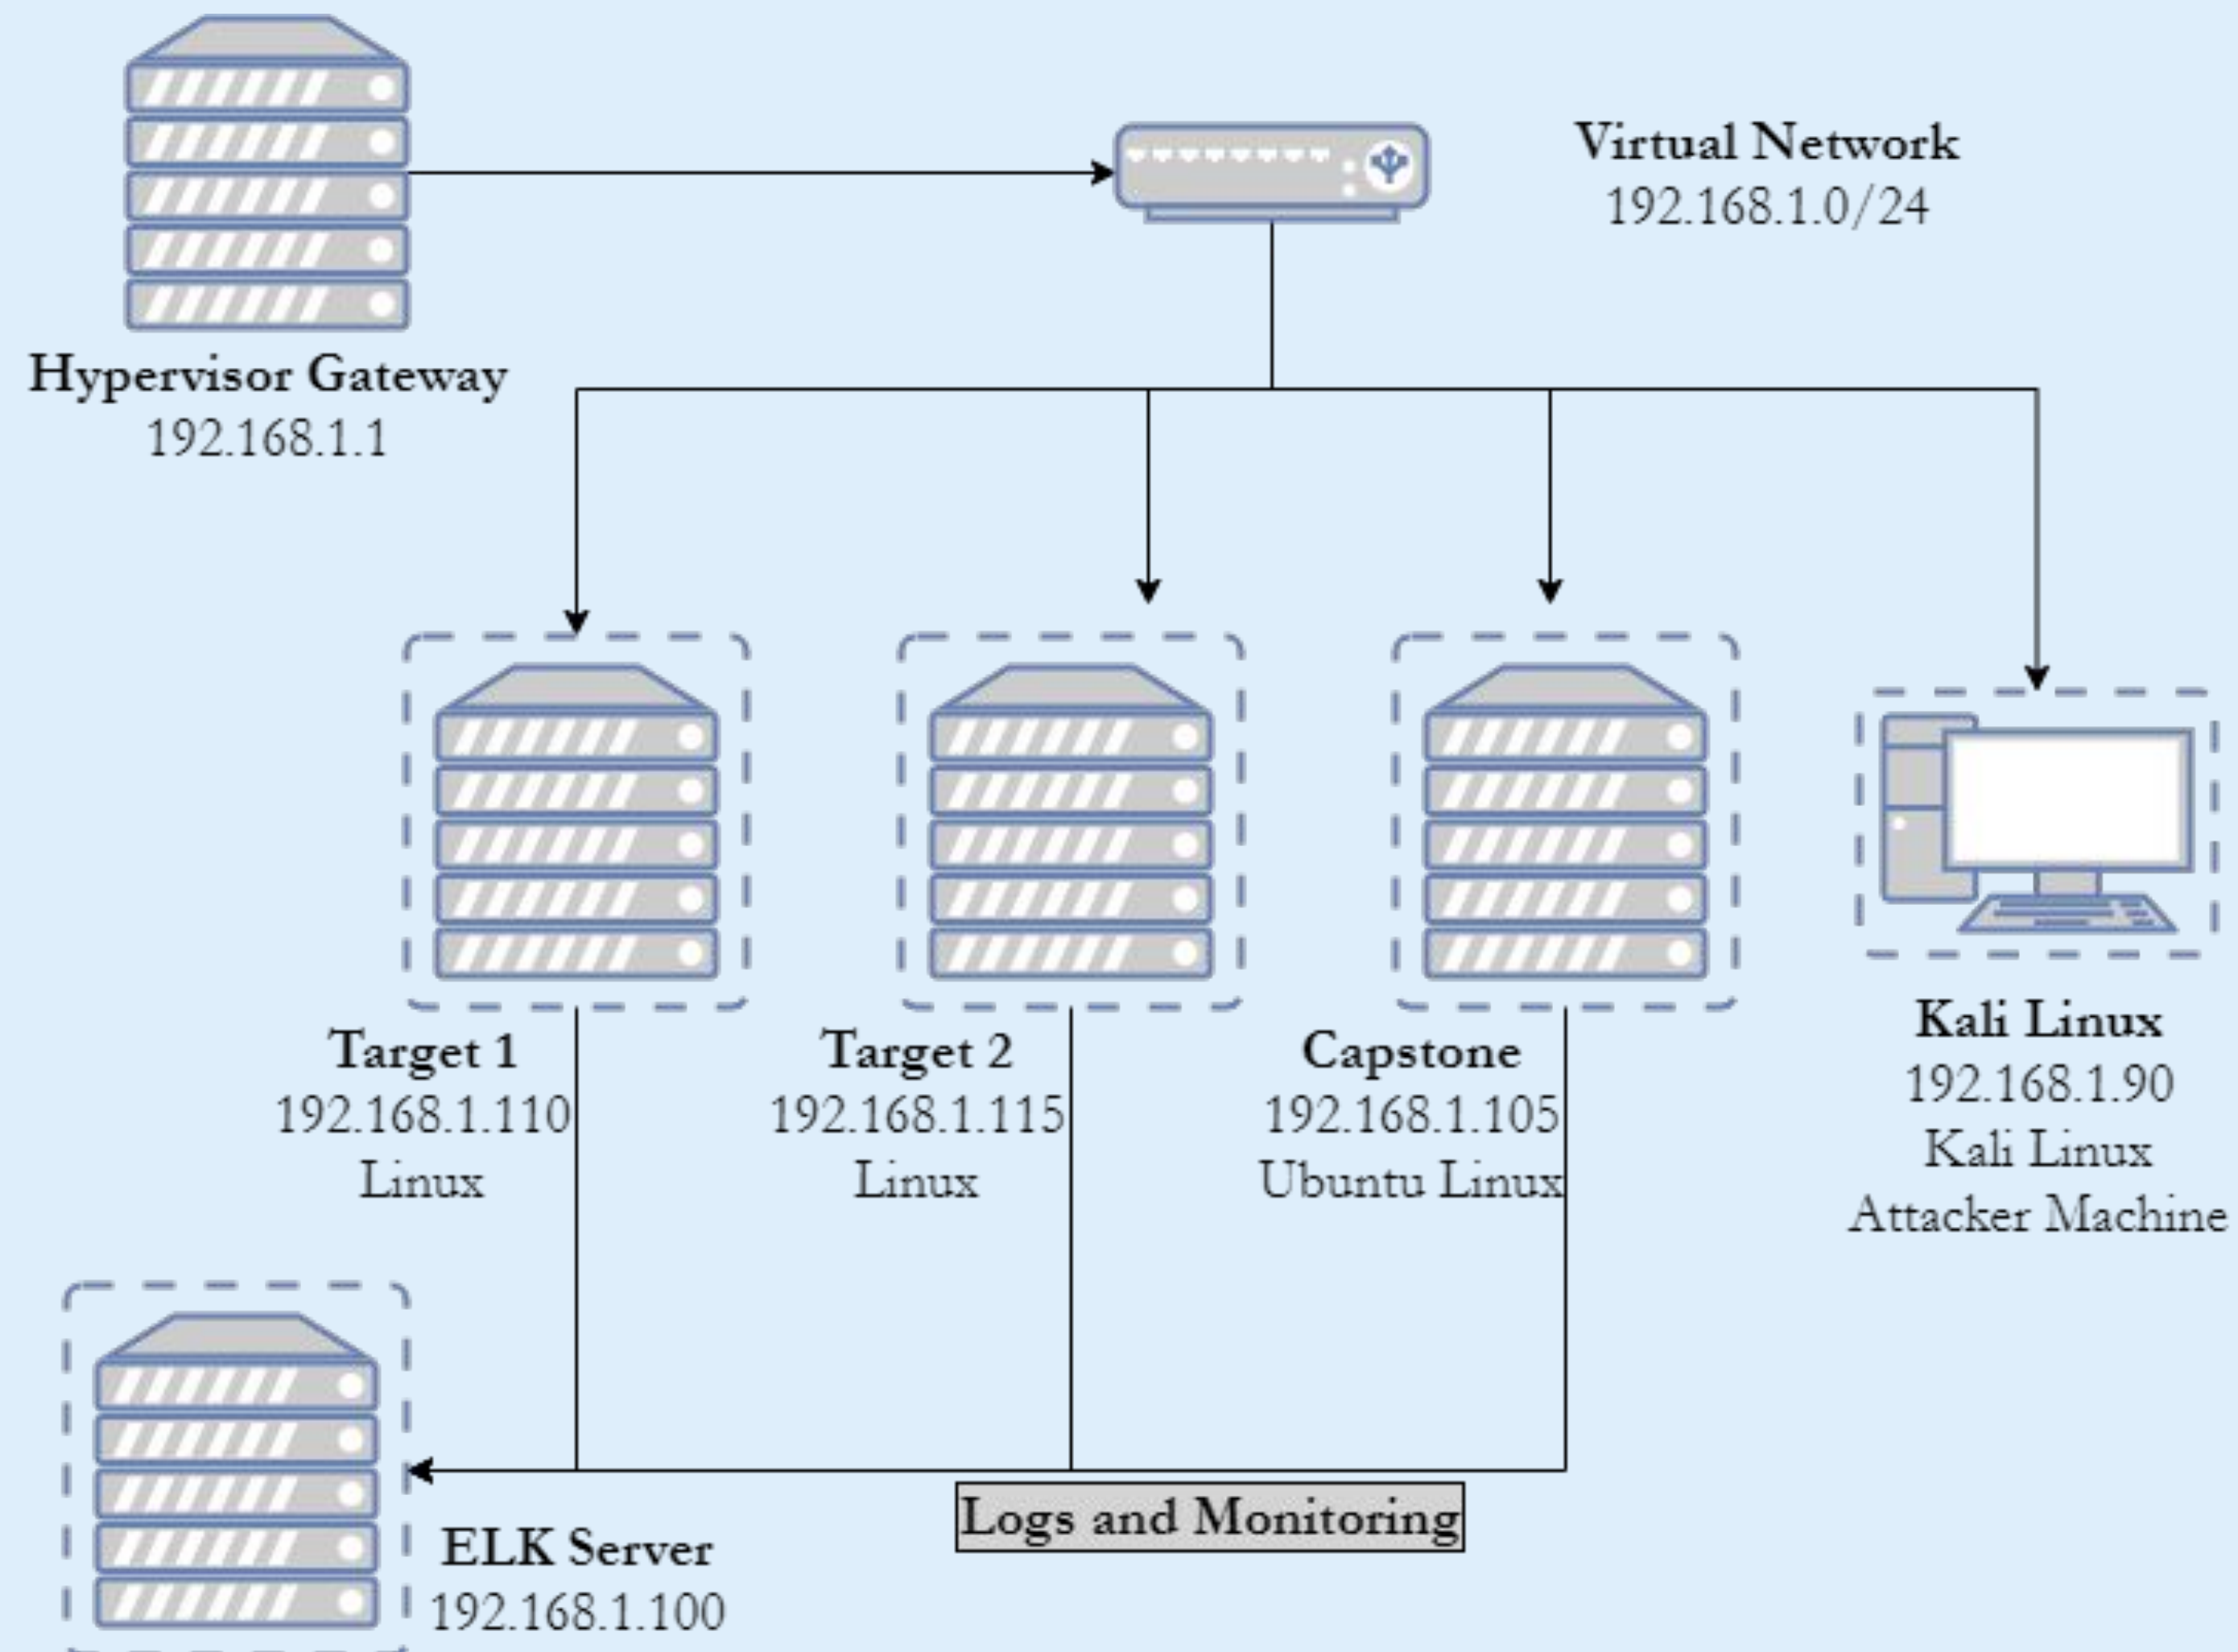 Virtual Network
192.168.1.0/24
Hypervisor Gateway
192.168.1.1
Target 1
192.168.1.110
Linux
Target 2
192.168.1.115
Linux
Capstone
192.168.1.105
Ubuntu Linux
Kali Linux
192.168.1.90
Kali Linux
Attacker Machine
Logs and Monitoring
ELK Server
192.168.1.100